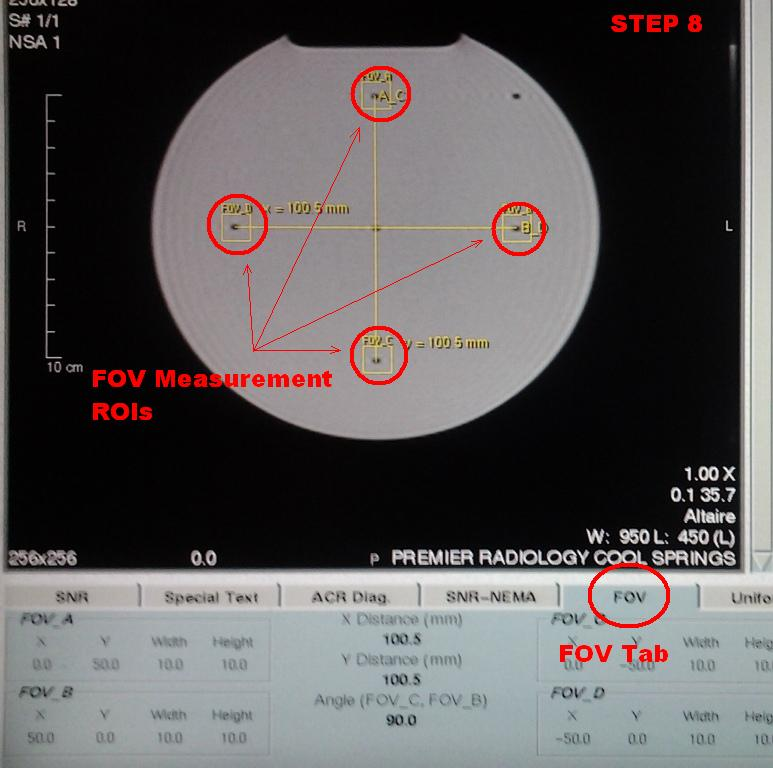 256x128
S# 1/1
NSA 1
STEP 8
FOV_A
A_C
FOV_D
x = 100.5 mm
FOV_B
B_D
R
L
FOV_C
y = 100.5 mm
10 cm
FOV Measurement
ROIs
1.00 X
0.1 35.7
Altaire
W: 950 L: 450 (L)
256x256
0.0
P
PREMIER RADIOLOGY COOL SPRINGS
SNR
Special Text
ACR Diag.
SNR-NEMA
FOV
Unifo
FOV_A
X Y Width Height
0.0 50.0 10.0 10.0
FOV_B
X Y Width Height
50.0 0.0 10.0 10.0
X Distance (mm)
100.5
Y Distance (mm)
100.5
Angle (FOV_C, FOV_B)
90.0
FOV_C
FOV Tab
X Y Width Heig
0.0 -50.0 10.0 10.
FOV_D
X Y Width Heig
-50.0 0.0 10.0 10.